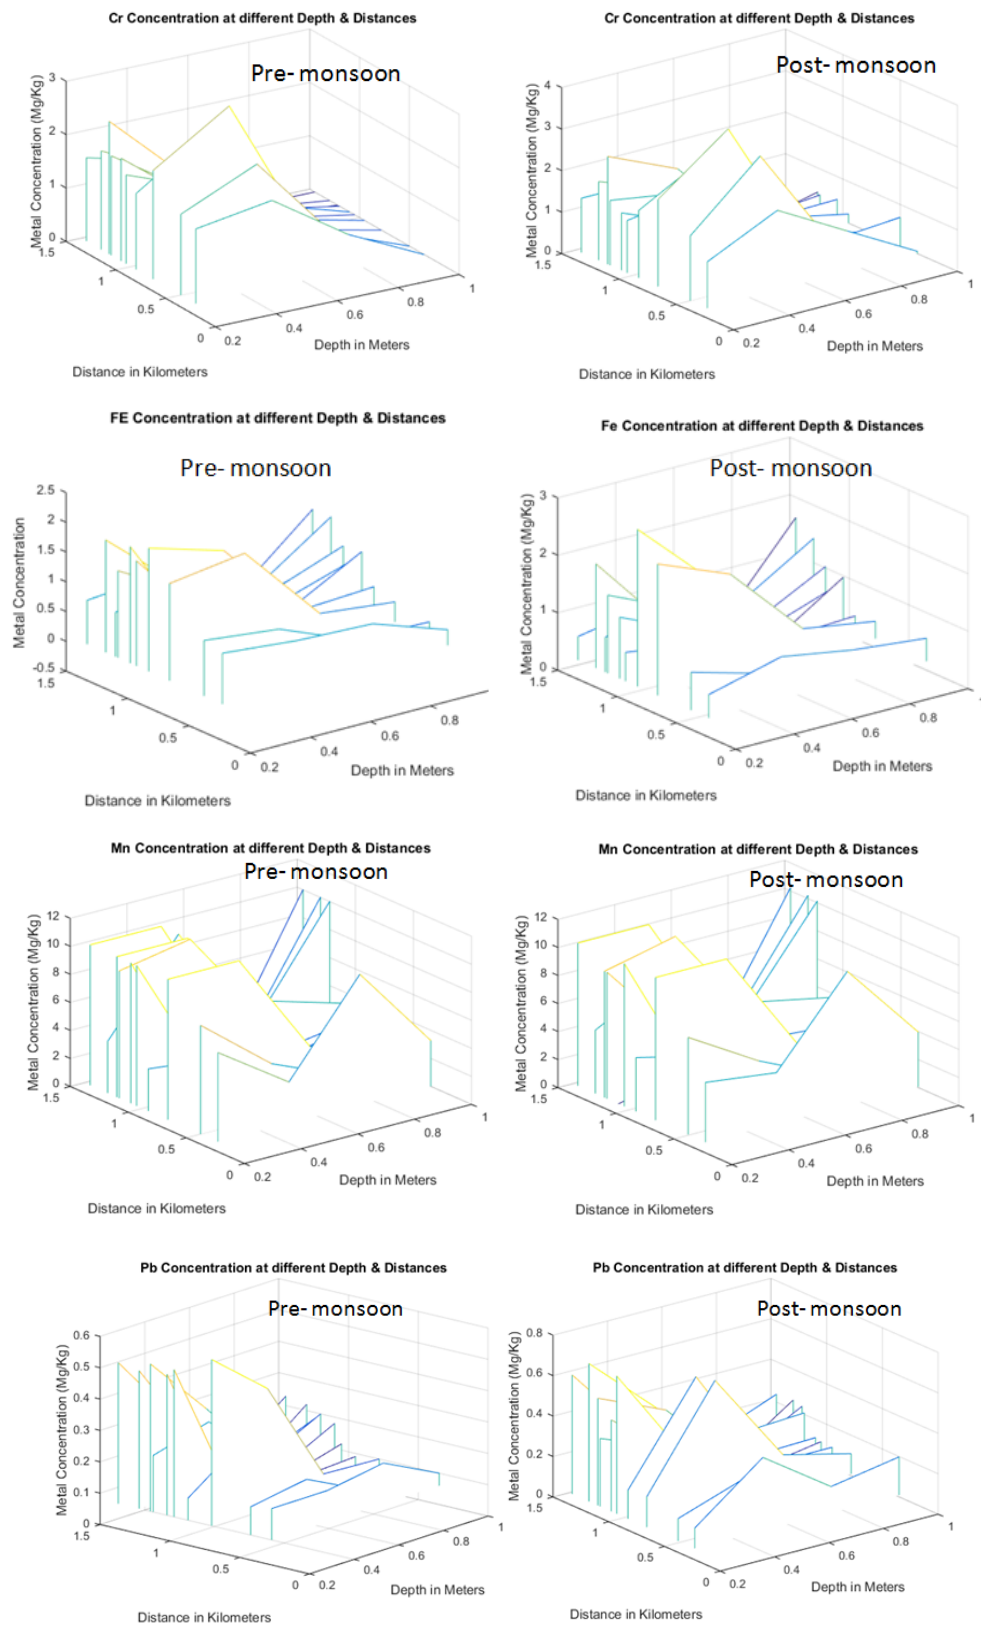 Cr Concentration at different Depth & Distances
Pre- monsoon
Metal Concentration (Mg/Kg)
3
2
1
0
1.5
1
0.5
0
0.2
0.4
0.6
0.8
1
Depth in Meters
Distance in Kilometers
Cr Concentration at different Depth & Distances
Post- monsoon
Metal Concentration (Mg/Kg)
4
3
2
1
0
1.5
1
0.5
0
0.2
0.4
0.6
0.8
1
Depth in Meters
Distance in Kilometers
FE Concentration at different Depth & Distances
Pre- monsoon
Metal Concentration
2.5
2
1.5
1
0.5
0
-0.5
1.5
1
0.5
0
0.2
0.4
0.6
0.8
Depth in Meters
Distance in Kilometers
Fe Concentration at different Depth & Distances
Post- monsoon
Metal Concentration (Mg/Kg)
3
2
1
0
1.5
1
0.5
0
0.2
0.4
0.6
0.8
Depth in Meters
Distance in Kilometers
Mn Concentration at different Depth & Distances
Pre- monsoon
Metal Concentration (Mg/Kg)
12
10
8
6
4
2
0
1.5
1
0.5
0
0.2
0.4
0.6
0.8
1
Depth in Meters
Distance in Kilometers
Mn Concentration at different Depth & Distances
Post- monsoon
Metal Concentration (Mg/Kg)
12
10
8
6
4
2
0
1.5
1
0.5
0
0.2
0.4
0.6
0.8
1
Depth in Meters
Distance in Kilometers
Pb Concentration at different Depth & Distances
Pre- monsoon
Metal Concentration (Mg/Kg)
0.6
0.5
0.4
0.3
0.2
0.1
0
1.5
1
0.5
0
0.2
0.4
0.6
0.8
1
Depth in Meters
Distance in Kilometers
Pb Concentration at different Depth & Distances
Post- monsoon
Metal Concentration (Mg/Kg)
0.8
0.6
0.4
0.2
0
1.5
1
0.5
0
0.2
0.4
0.6
0.8
1
Depth in Meters
Distance in Kilometers